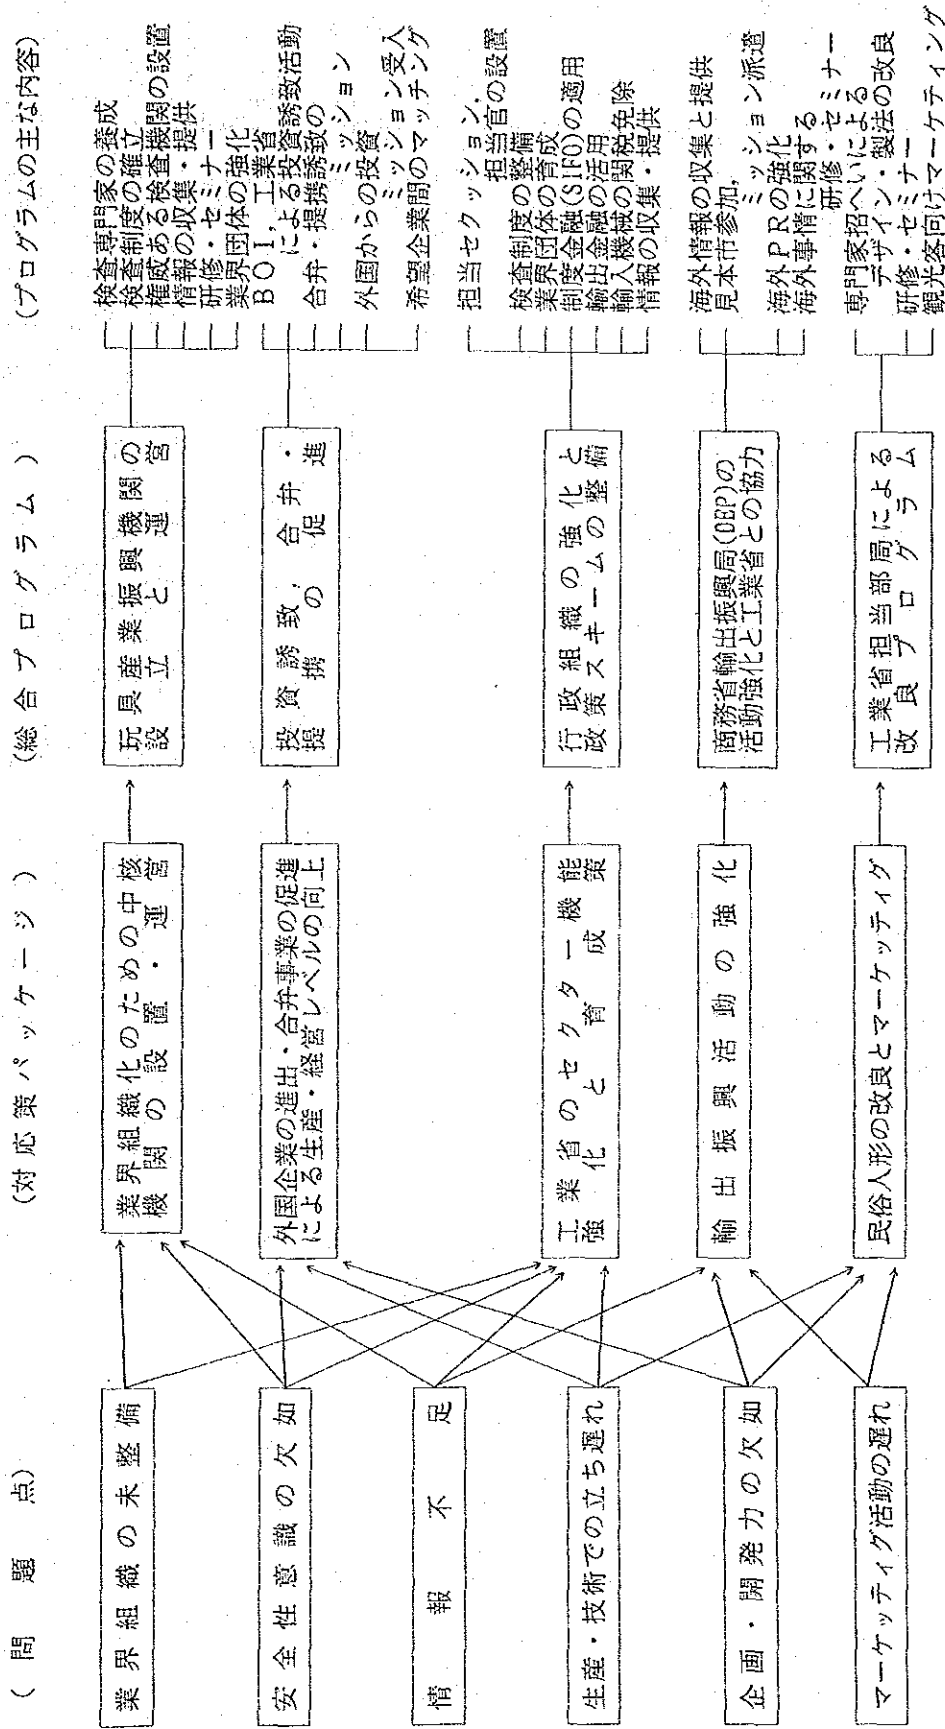 ( 問 題 点 )
業界組織の未整備
安全性意識の欠如
情報不足
生産・技術での立ち遅れ
企画・開発力の欠如
マーケッティグ活動の遅れ
(対応策パッケージ)
業界組織化のための中核
機関の設置・運営
外国企業の進出・合弁事業の促進
による生産・経営レベルの向上
工業省のセクター機能
強化と育成策
輸出振興活動の強化
民俗人形の改良とマーケッティグ
(総合プログラム)
玩具産業振興機関の
設立と運営
投資誘致,合弁・
提携の促進
行政組織の強化と
政策スキームの整備
商務省輸出振興局(DEP)の
活動強化と工業省との協力
工業省担当部局による
改良プログラム
(プログラムの主な内容)
検査専門家の養成
検査制度の確立
権威ある検査機関の設置
情報の収集・提供
研修・セミナー
業界団体の強化
BOI,工業省
による投資誘致活動
合弁・提携誘致の
ミッション
外国からの投資
ミッション受入
希望企業間のマッチング
担当セクッション,
担当官の設置
検査制度の整備
業界団体の育成
制度金融(SIFO)の適用
輸出金融の活用
輸入機械の関税免除
情報の収集・提供
海外情報の収集と提供
見本市参加,
ミッション派遣
海外PRの強化
海外事情に関する
研修・セミナー
専門家招へいによる
デザイン・製法の改良
研修・セミナー
観光客向けマーケティング